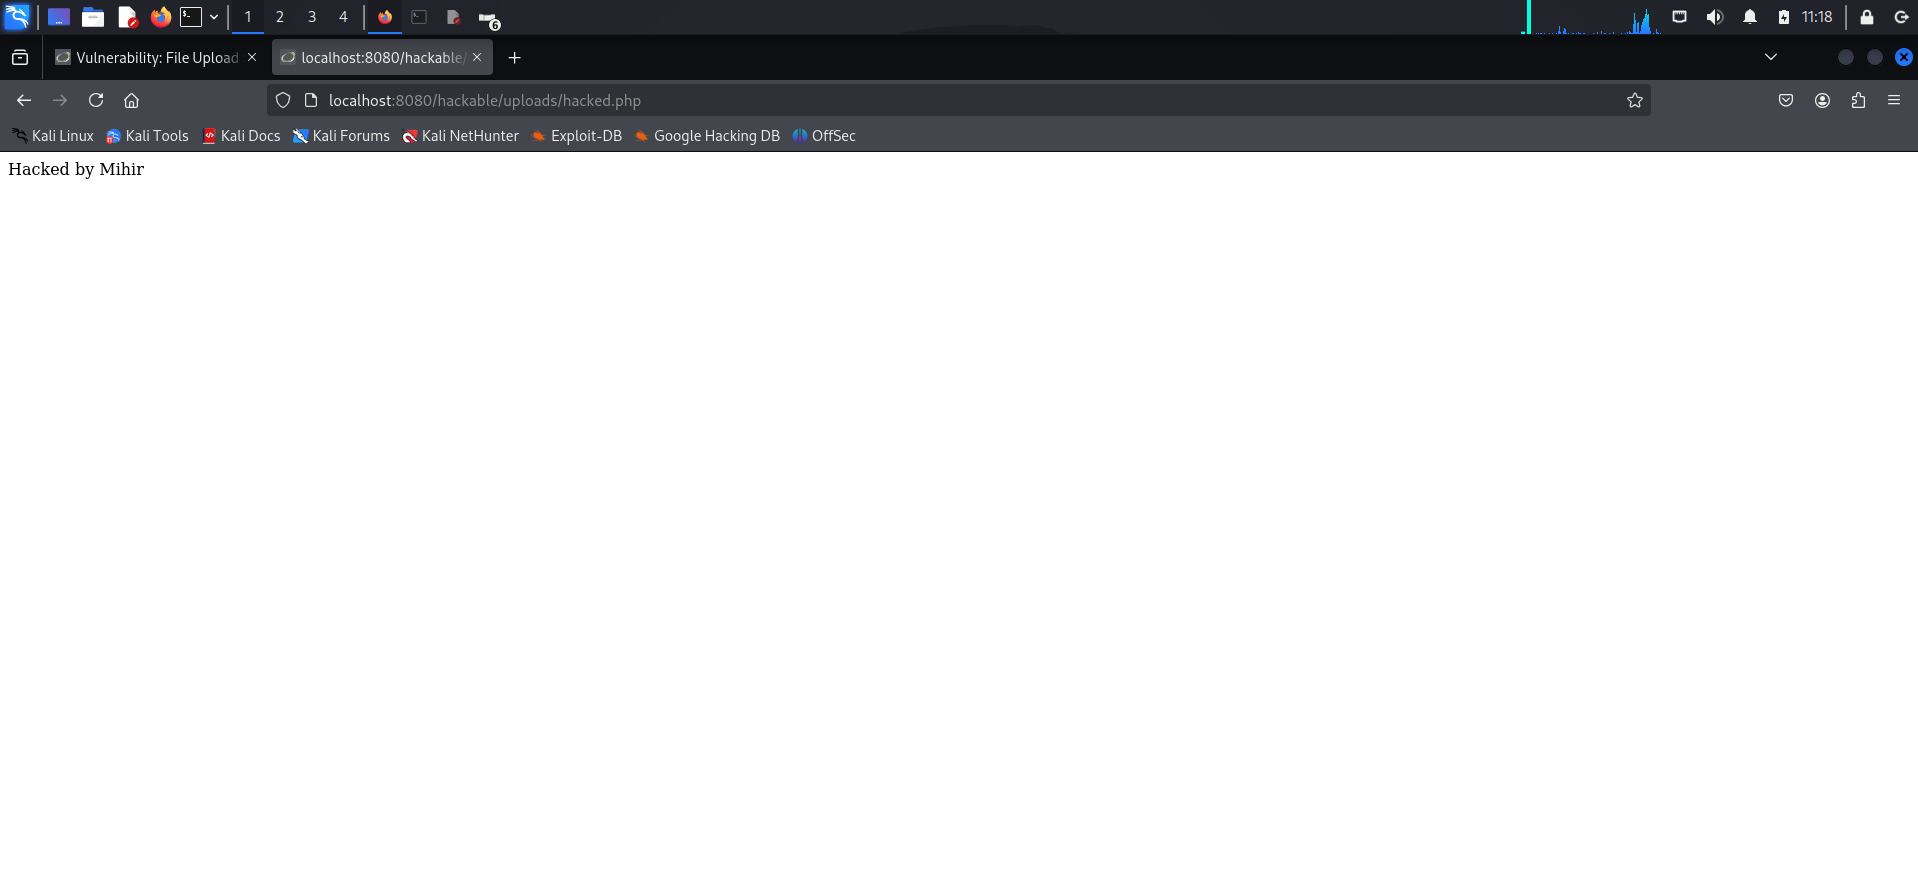 1 2 3 4 6 11:18
Vulnerability: File Upload localhost:8080/hackable/
localhost:8080/hackable/uploads/hacked.php
Kali Linux Kali Tools Kali Docs Kali Forums Kali NetHunter Exploit-DB Google Hacking DB OffSec
Hacked by Mihir